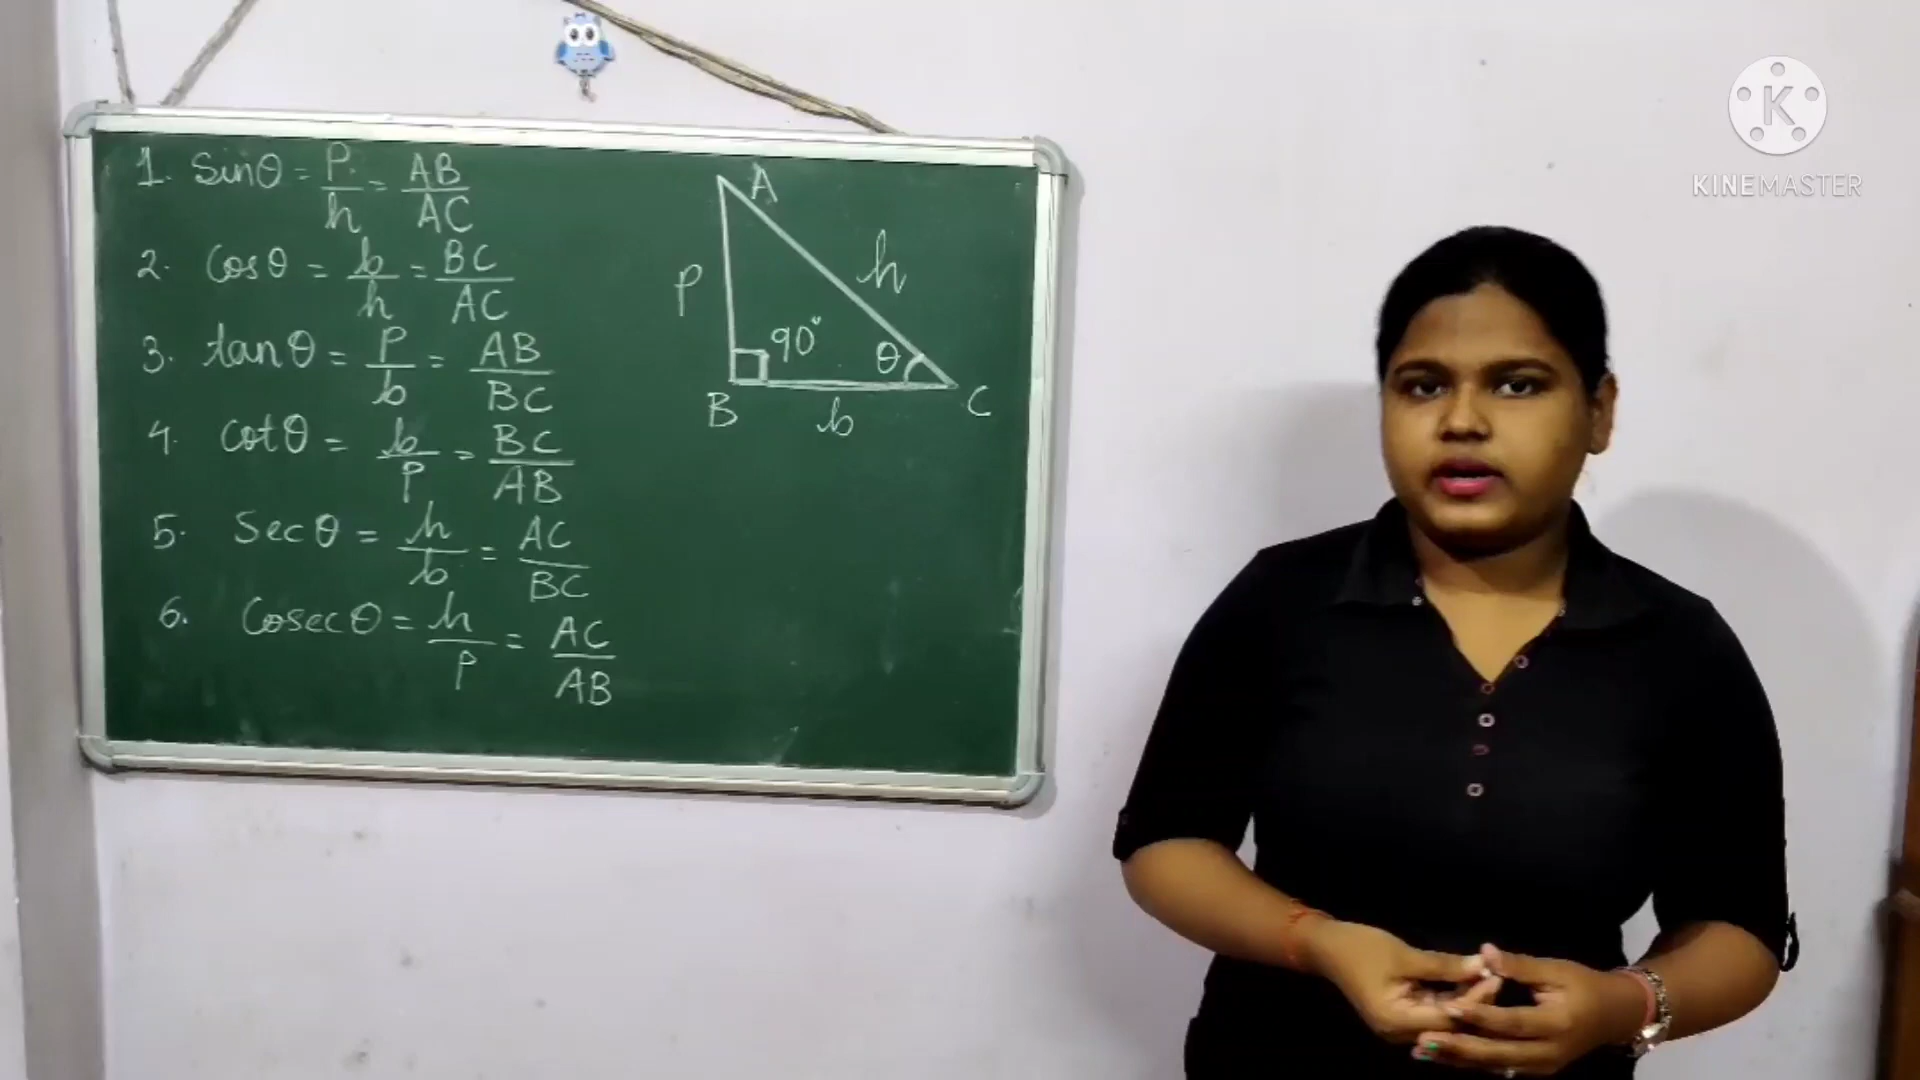 1. Sinθ = P/h = AB/AC
2. Cosθ = b/h = BC/AC
3. tanθ = P/b = AB/BC
4. Cotθ = b/P = BC/AB
5. Secθ = h/b = AC/BC
6. Cosecθ = h/P = AC/AB
A
P
h
90°
θ
B
b
C
K
KINEMASTER